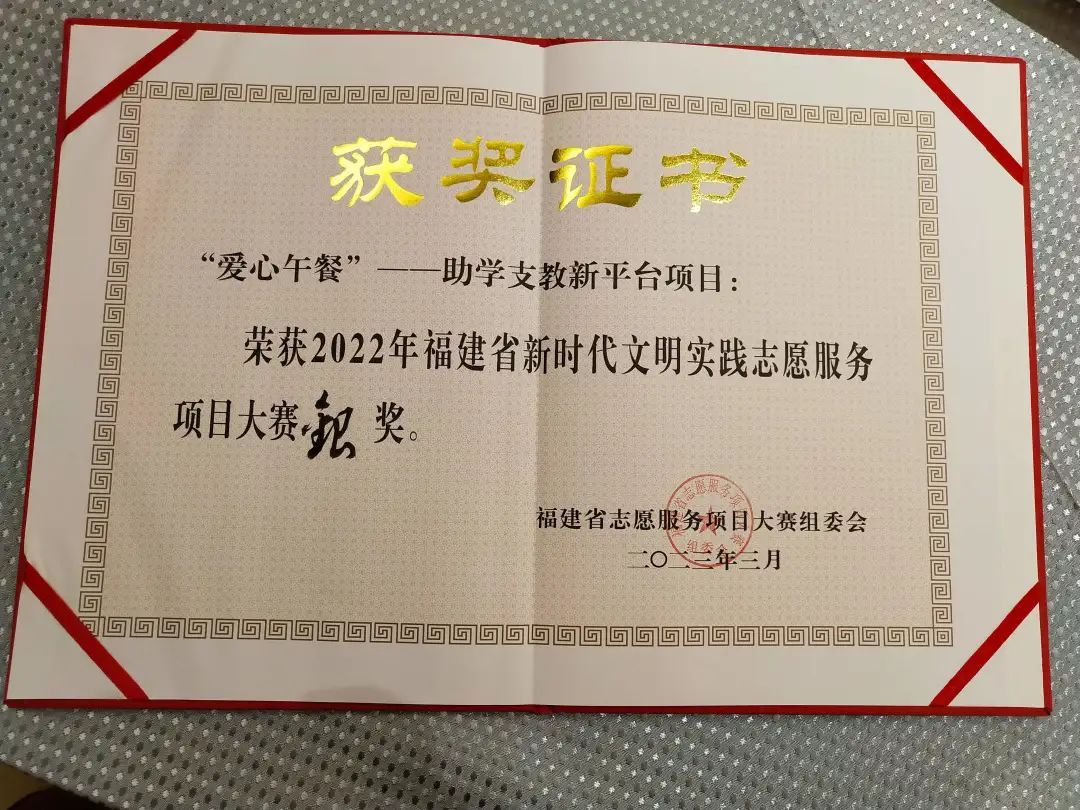 获奖证书
“爱心午餐”——助学支教新平台项目：
荣获2022年福建省新时代文明实践志愿服务
项目大赛銀奖。
福建省志愿服务项目大赛组委会
二〇二三年三月